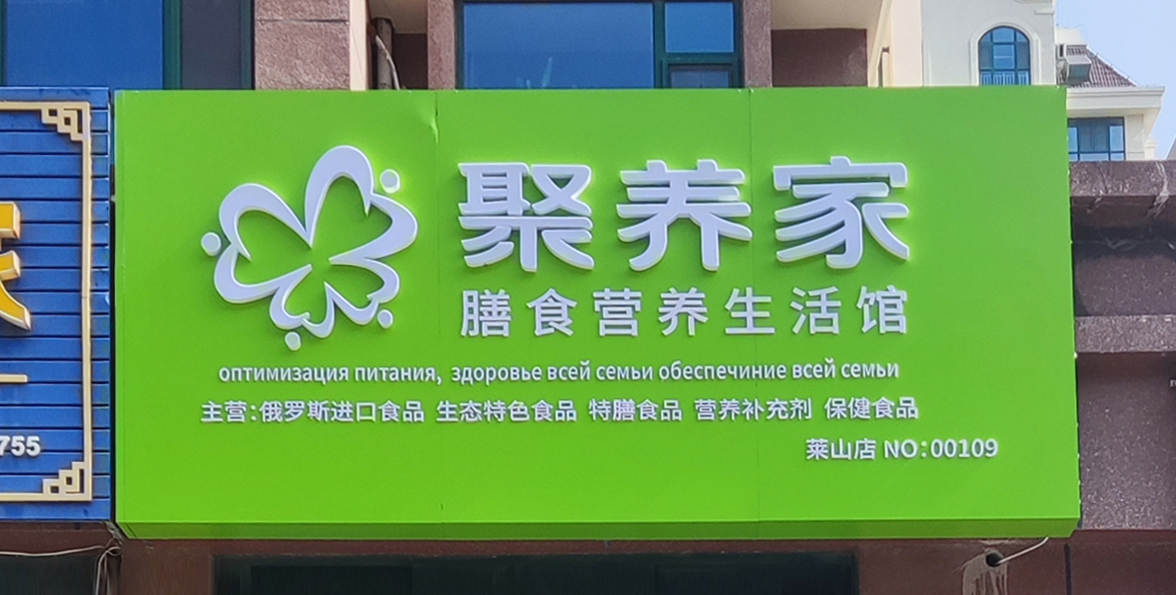 聚养家
膳食营养生活馆
оптимизация питания, здоровье всей семьи обеспечиние всей семьи
主营:俄罗斯进口食品 生态特色食品 特膳食品 营养补充剂 保健食品
莱山店 NO:00109
755